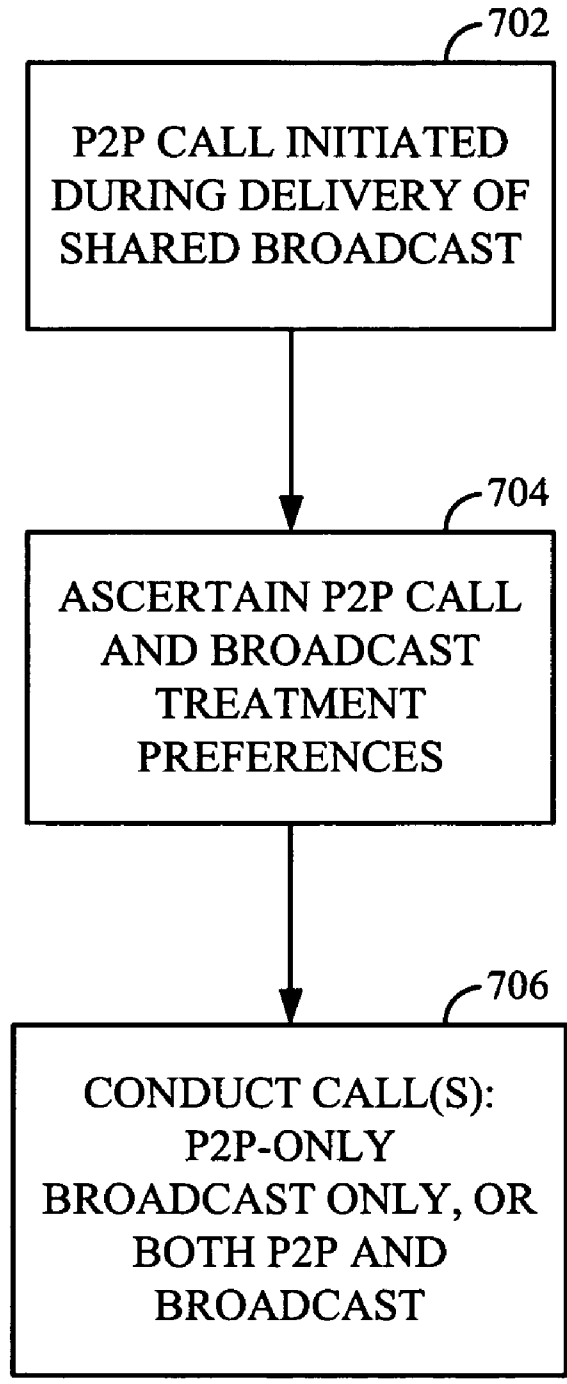 702
P2P CALL INITIATED
DURING DELIVERY OF
SHARED BROADCAST
704
ASCERTAIN P2P CALL
AND BROADCAST
TREATMENT
PREFERENCES
706
CONDUCT CALL(S):
P2P-ONLY
BROADCAST ONLY, OR
BOTH P2P AND
BROADCAST